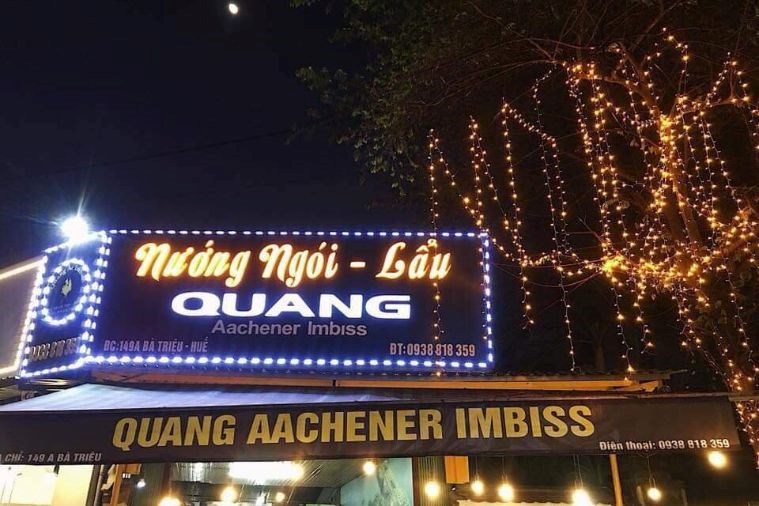 Nướng Ngói - Lẩu
QUANG
Aachener Imbiss
ĐC:149A BÀ TRIỆU - HUẾ ĐT:0938 818 359
QUANG AACHENER IMBISS
CHỈ: 149 A BÀ TRIỆU Điện thoại: 0938 818 359